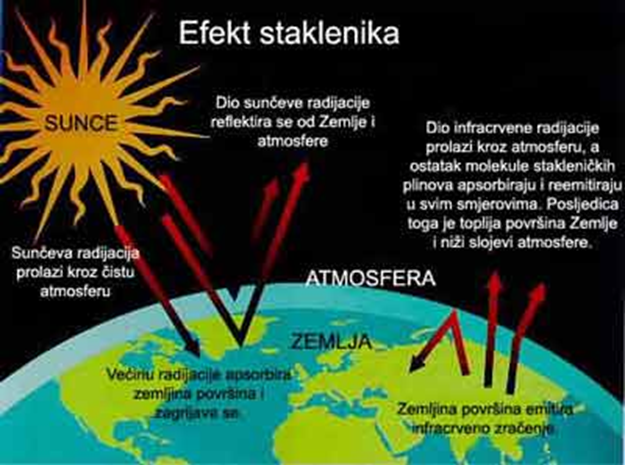 Efekt staklenika
SUNCE
Dio sunčeve radijacije
reflektira se od Zemlje i
atmosfere
Dio infracrvene radijacije
prolazi kroz atmosferu, a
ostatak molekule stakleničkih
plinova apsorbiraju i reemitiraju
u svim smjerovima. Posljedica
toga je toplija površina Zemlje
i niži slojevi atmosfere.
Sunčeva radijacija
prolazi kroz čistu
atmosferu
ATMOSFERA
ZEMLJA
Većinu radijacije apsorbira
zemljina površina i
zagrijava se.
Zemljina površina emitira
infracrveno zračenje.